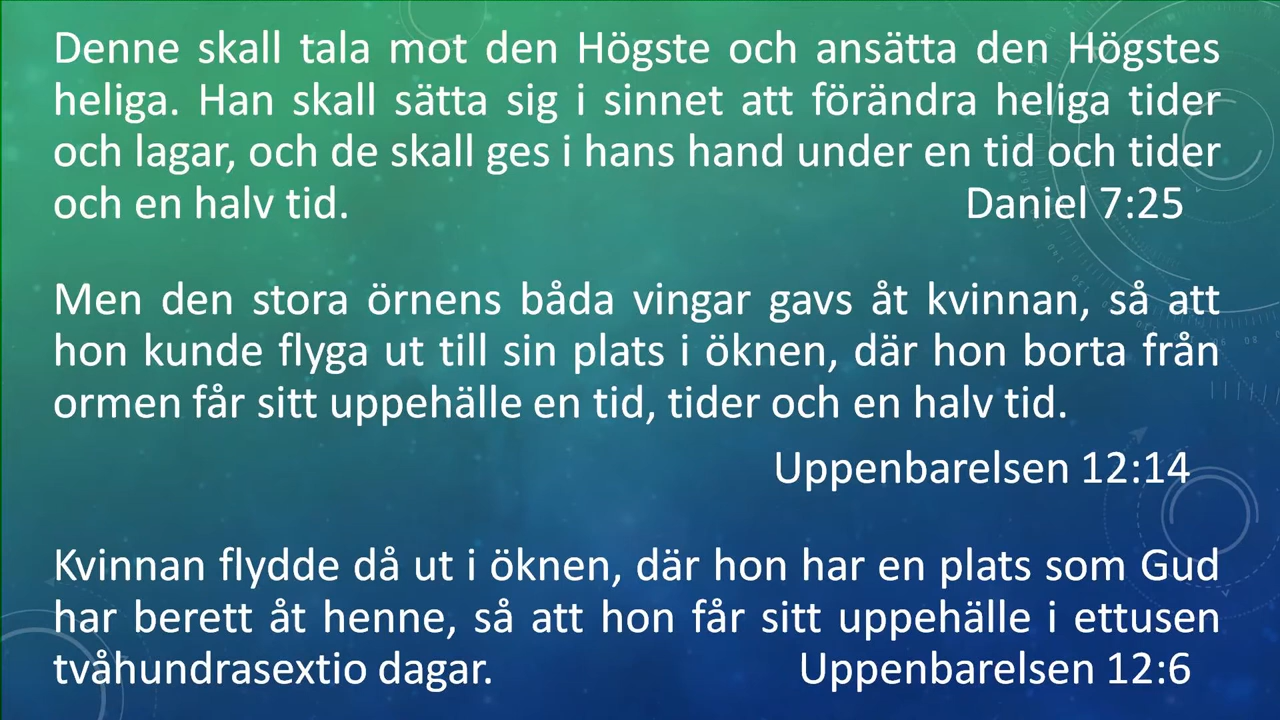 Denne skall tala mot den Högste och ansätta den Högstes
heliga. Han skall sätta sig i sinnet att förändra heliga tider
och lagar, och de skall ges i hans hand under en tid och tider
och en halv tid. Daniel 7:25
Men den stora örnens båda vingar gavs åt kvinnan, så att
hon kunde flyga ut till sin plats i öknen, där hon borta från
ormen får sitt uppehälle en tid, tider och en halv tid.
Uppenbarelsen 12:14
Kvinnan flydde då ut i öknen, där hon har en plats som Gud
har berett åt henne, så att hon får sitt uppehälle i ettusen
tvåhundrasextio dagar. Uppenbarelsen 12:6